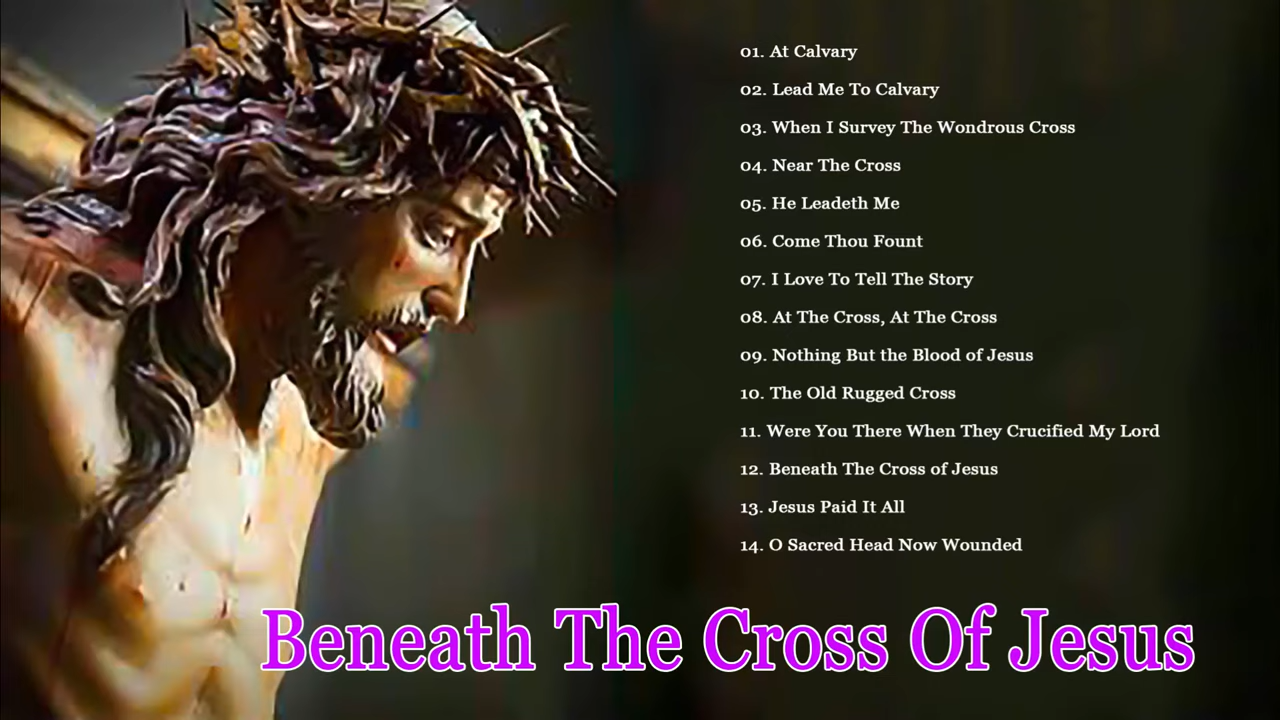 01. At Calvary
02. Lead Me To Calvary
03. When I Survey The Wondrous Cross
04. Near The Cross
05. He Leadeth Me
06. Come Thou Fount
07. I Love To Tell The Story
08. At The Cross, At The Cross
09. Nothing But the Blood of Jesus
10. The Old Rugged Cross
11. Were You There When They Crucified My Lord
12. Beneath The Cross of Jesus
13. Jesus Paid It All
14. O Sacred Head Now Wounded
Beneath The Cross Of Jesus